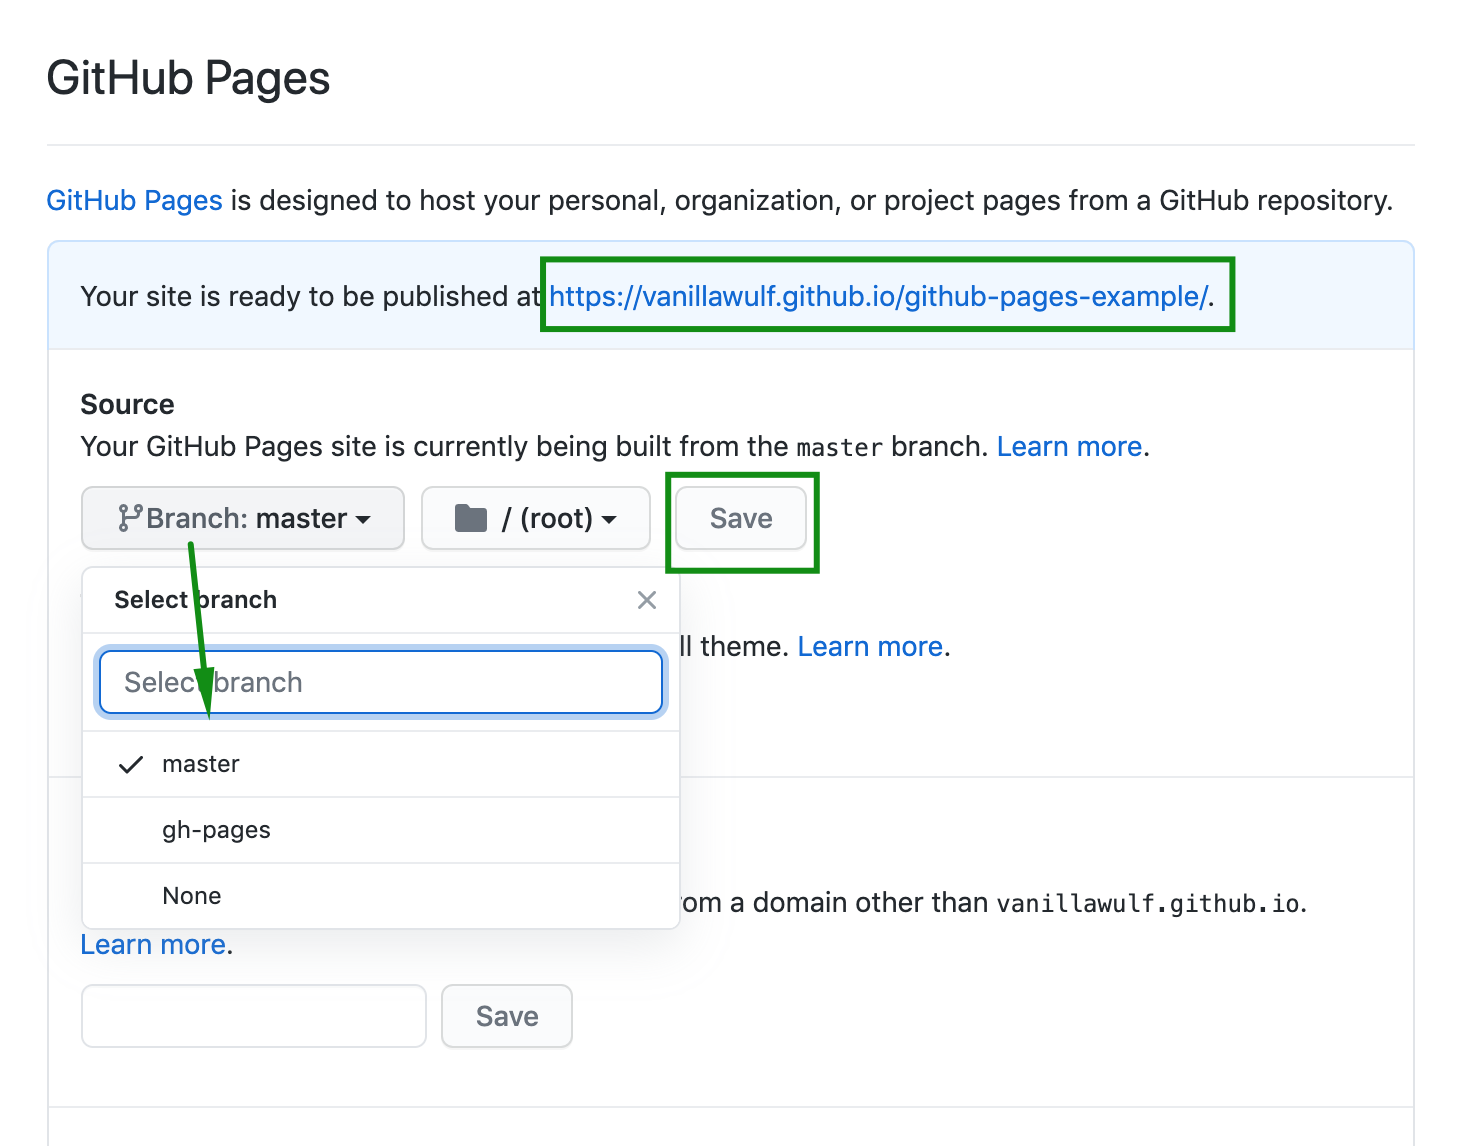 GitHub Pages
GitHub Pages is designed to host your personal, organization, or project pages from a GitHub repository.
Your site is ready to be published at https://vanillawulf.github.io/github-pages-example/.
Source
Your GitHub Pages site is currently being built from the master branch. Learn more.
Branch: master / (root) Save
Select branch
ll theme. Learn more.
Select branch
master
gh-pages
None
om a domain other than vanillawulf.github.io.
Learn more.
Save